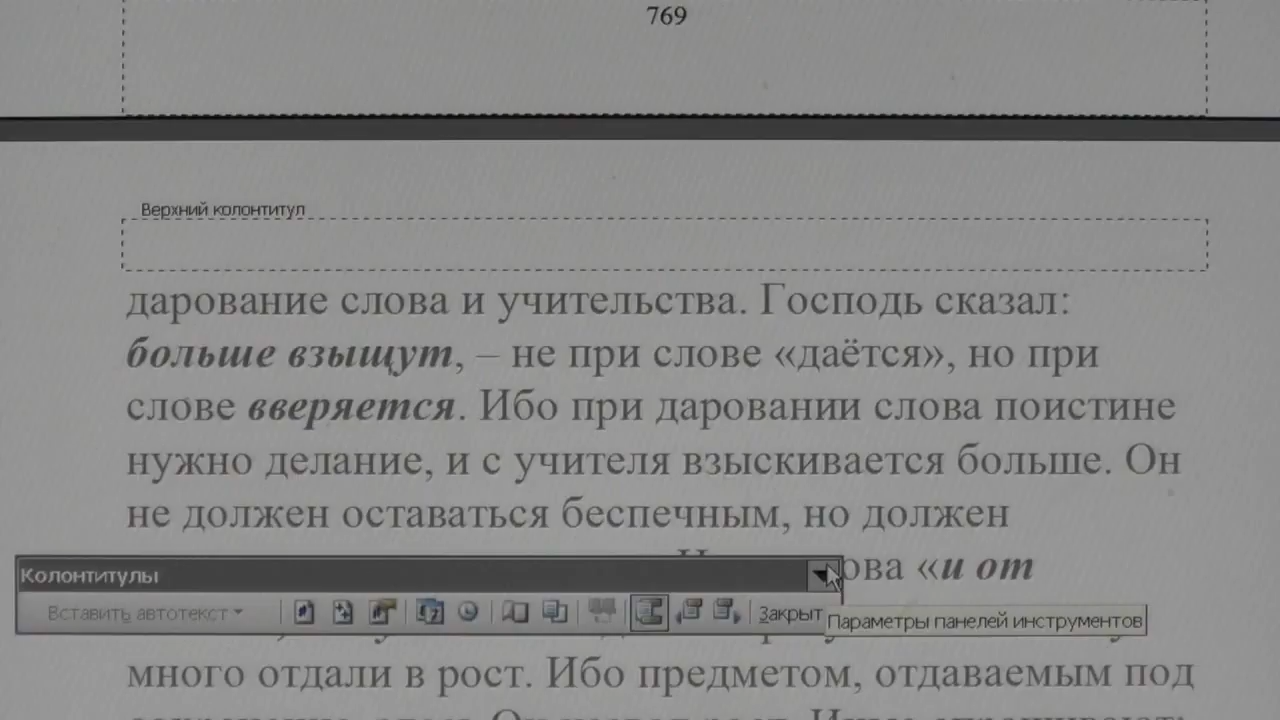 769
Верхний колонтитул
дарование слова и учительства. Господь сказал:
больше взыщут, – не при слове «даётся», но при
слове вверяется. Ибо при даровании слова поистине
нужно делание, и с учителя взыскивается больше. Он
не должен оставаться беспечным, но должен
«и от
Колонтитулы
Вставить автотекст
Закрыт
Параметры панелей инструментов
много отдали в рост. Ибо предметом, отдаваемым под